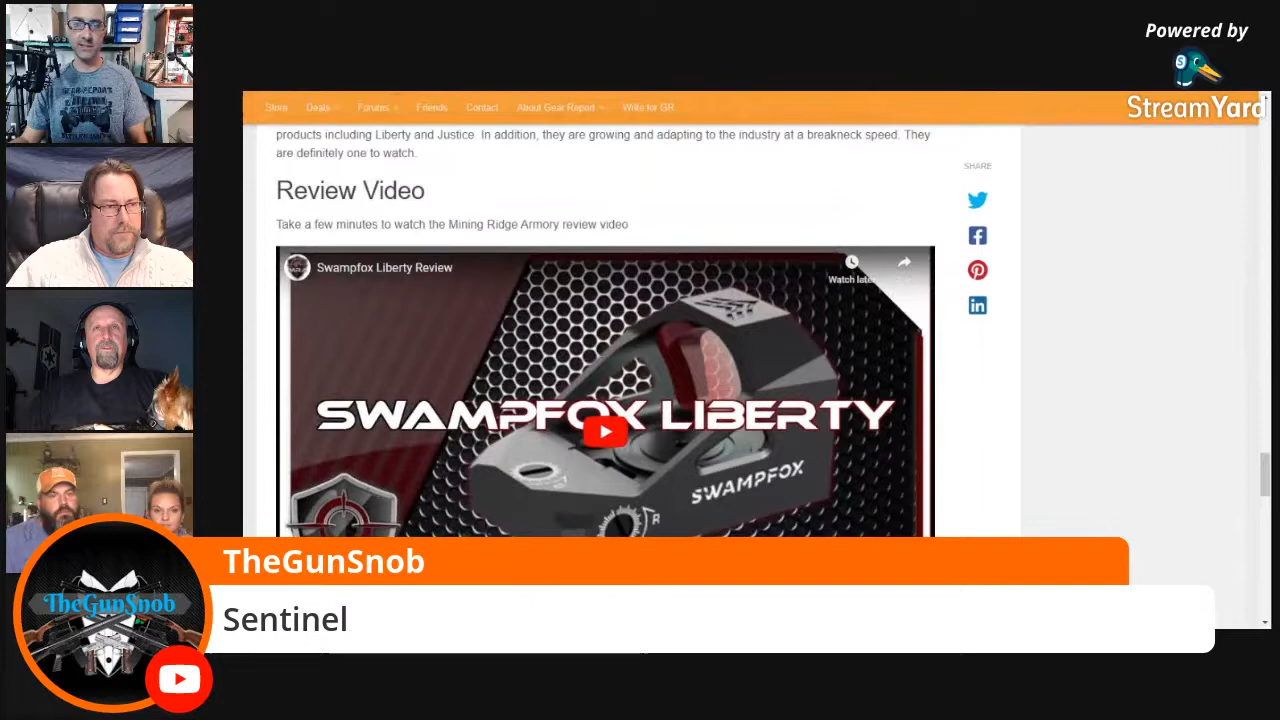 Powered by
StreamYard
Store Deals Forums Friends Contact About Gear Report Write for GR
products including Liberty and Justice. In addition, they are growing and adapting to the industry at a breakneck speed. They
are definitely one to watch.
SHARE
Review Video
Take a few minutes to watch the Mining Ridge Armory review video
Swampfox Liberty Review
Watch later
SWAMPFOX LIBERTY
SWAMPFOX
R
TheGunSnob
Sentinel
TheGunSnob